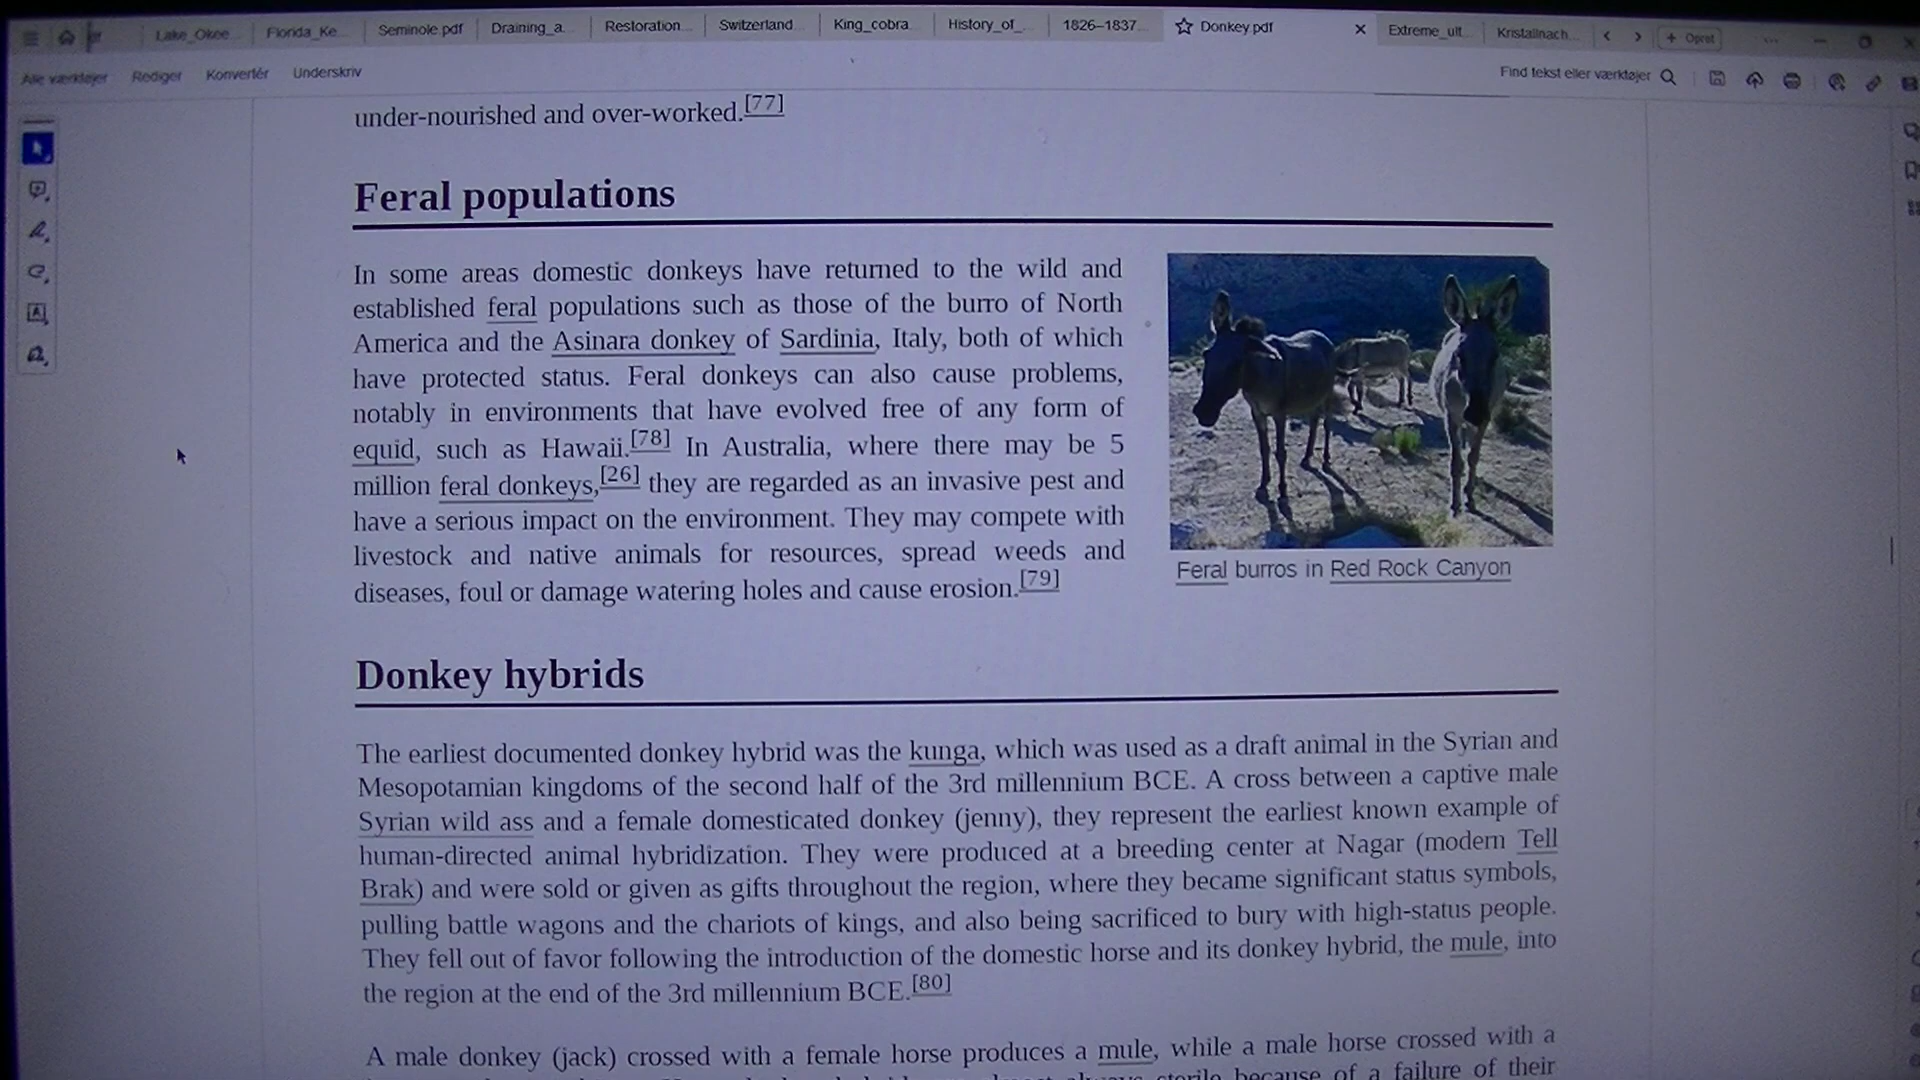 Lake_Okee... Florida_Ke... Seminole.pdf Draining_a... Restoration... Switzerland... King_cobra... History_of_... 1826–1837... Donkey.pdf Extreme_ult... Kristallnach... Opret
Alle værktøjer Rediger Konvertér Underskriv Find tekst eller værktøjer
under-nourished and over-worked.[77]
Feral populations
In some areas domestic donkeys have returned to the wild and
established feral populations such as those of the burro of North
America and the Asinara donkey of Sardinia, Italy, both of which
have protected status. Feral donkeys can also cause problems,
notably in environments that have evolved free of any form of
equid, such as Hawaii.[78] In Australia, where there may be 5
million feral donkeys,[26] they are regarded as an invasive pest and
have a serious impact on the environment. They may compete with
livestock and native animals for resources, spread weeds and
diseases, foul or damage watering holes and cause erosion.[79]
Feral burros in Red Rock Canyon
Donkey hybrids
The earliest documented donkey hybrid was the kunga, which was used as a draft animal in the Syrian and
Mesopotamian kingdoms of the second half of the 3rd millennium BCE. A cross between a captive male
Syrian wild ass and a female domesticated donkey (jenny), they represent the earliest known example of
human-directed animal hybridization. They were produced at a breeding center at Nagar (modern Tell
Brak) and were sold or given as gifts throughout the region, where they became significant status symbols,
pulling battle wagons and the chariots of kings, and also being sacrificed to bury with high-status people.
They fell out of favor following the introduction of the domestic horse and its donkey hybrid, the mule, into
the region at the end of the 3rd millennium BCE.[80]
A male donkey (jack) crossed with a female horse produces a mule, while a male horse crossed with a
sterile because of a failure of their